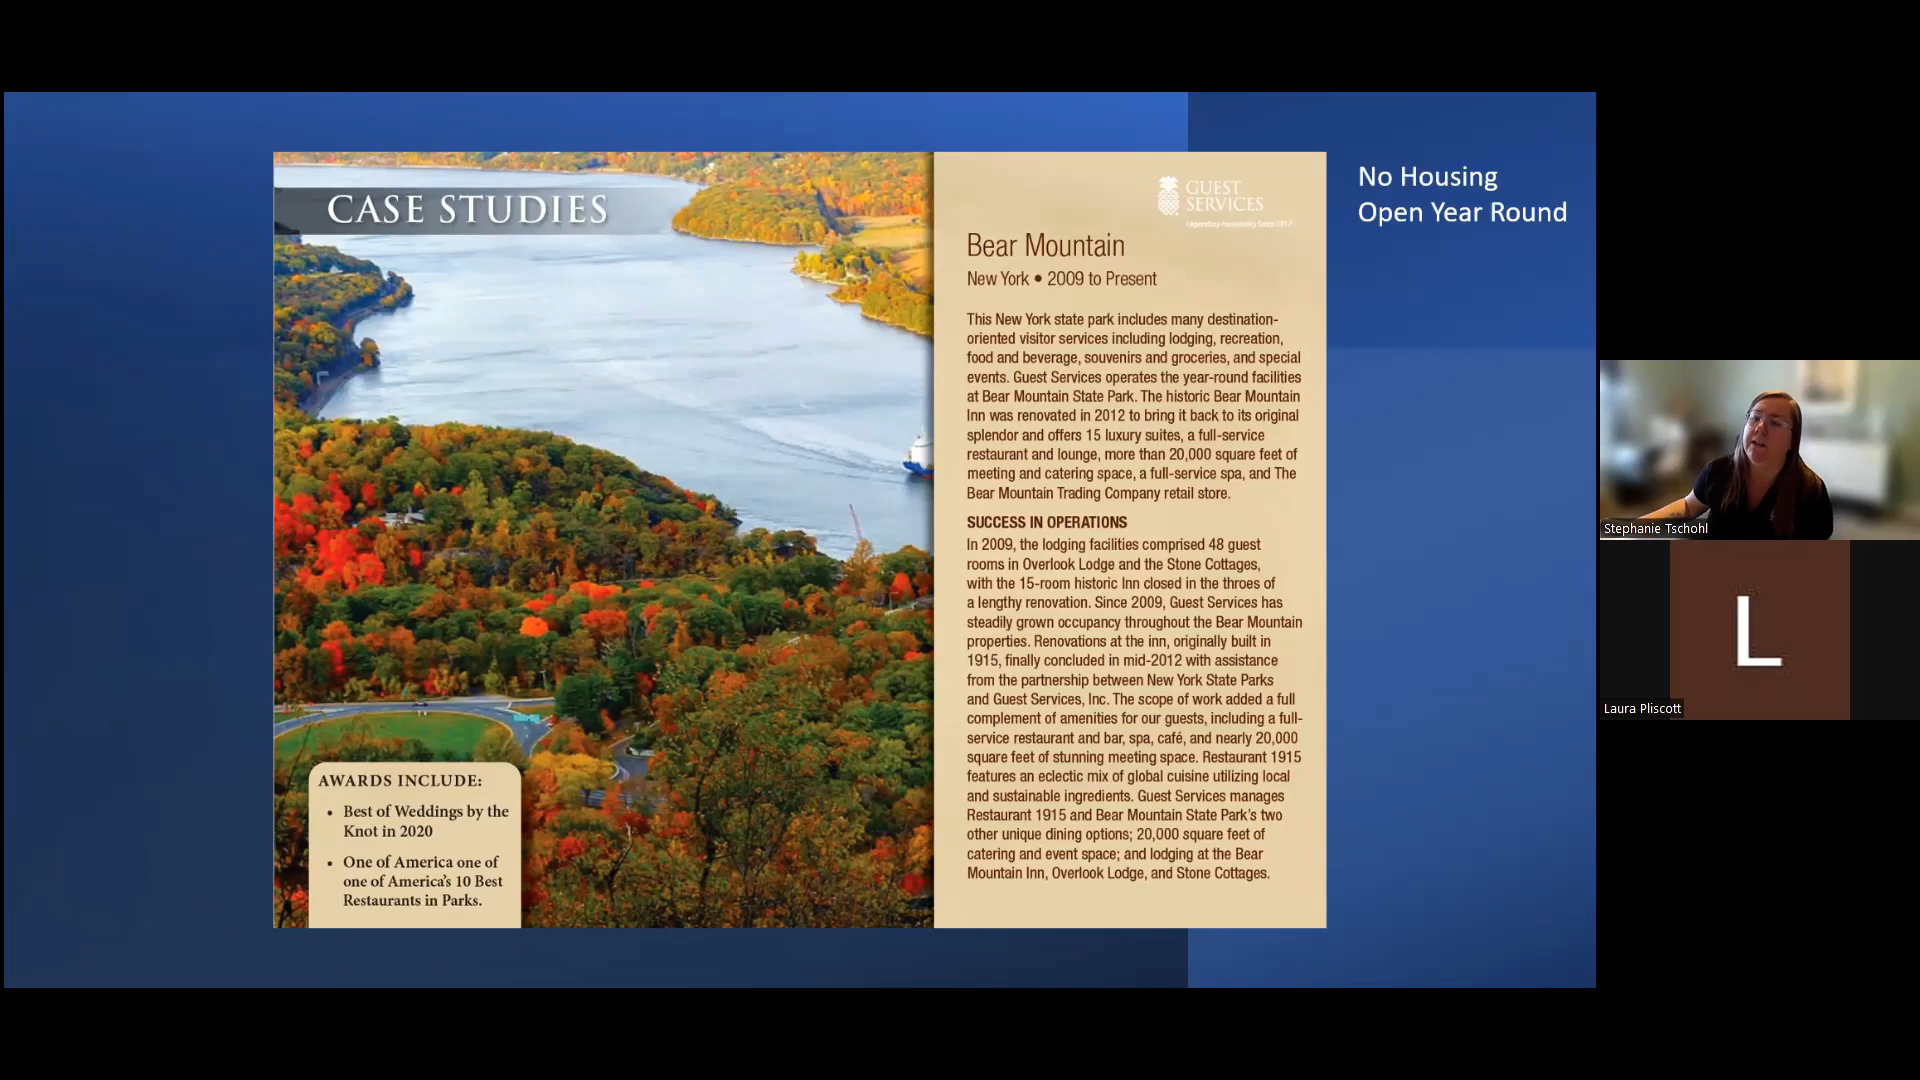 CASE STUDIES
AWARDS INCLUDE:
• Best of Weddings by the
Knot in 2020
• One of America one of
one of America's 10 Best
Restaurants in Parks.
GUEST
SERVICES
Legendary Hospitality Since 1917
Bear Mountain
New York • 2009 to Present
This New York state park includes many destination-
oriented visitor services including lodging, recreation,
food and beverage, souvenirs and groceries, and special
events. Guest Services operates the year-round facilities
at Bear Mountain State Park. The historic Bear Mountain
Inn was renovated in 2012 to bring it back to its original
splendor and offers 15 luxury suites, a full-service
restaurant and lounge, more than 20,000 square feet of
meeting and catering space, a full-service spa, and The
Bear Mountain Trading Company retail store.
SUCCESS IN OPERATIONS
In 2009, the lodging facilities comprised 48 guest
rooms in Overlook Lodge and the Stone Cottages,
with the 15-room historic Inn closed in the throes of
a lengthy renovation. Since 2009, Guest Services has
steadily grown occupancy throughout the Bear Mountain
properties. Renovations at the inn, originally built in
1915, finally concluded in mid-2012 with assistance
from the partnership between New York State Parks
and Guest Services, Inc. The scope of work added a full
complement of amenities for our guests, including a full-
service restaurant and bar, spa, café, and nearly 20,000
square feet of stunning meeting space. Restaurant 1915
features an eclectic mix of global cuisine utilizing local
and sustainable ingredients. Guest Services manages
Restaurant 1915 and Bear Mountain State Park's two
other unique dining options; 20,000 square feet of
catering and event space; and lodging at the Bear
Mountain Inn, Overlook Lodge, and Stone Cottages.
No Housing
Open Year Round
Stephanie Tschohl
L
Laura Pliscott